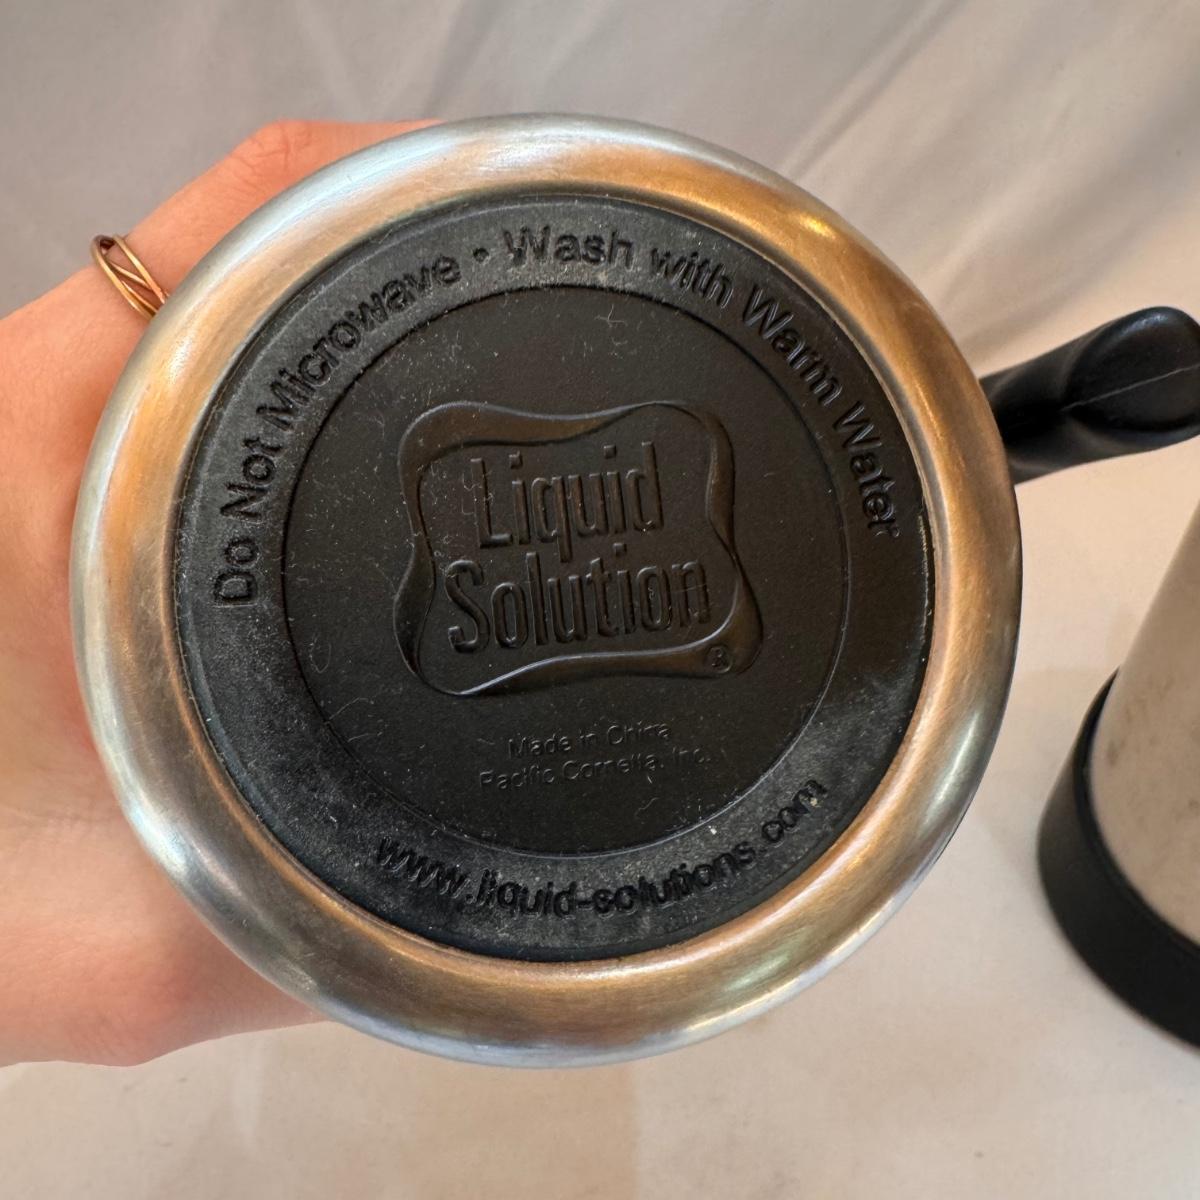 Do Not Microwave • Wash with Warm Water
Liquid
Solution®
Made in China
Pacific Cornetta, Inc.
www.liquid-solutions.com